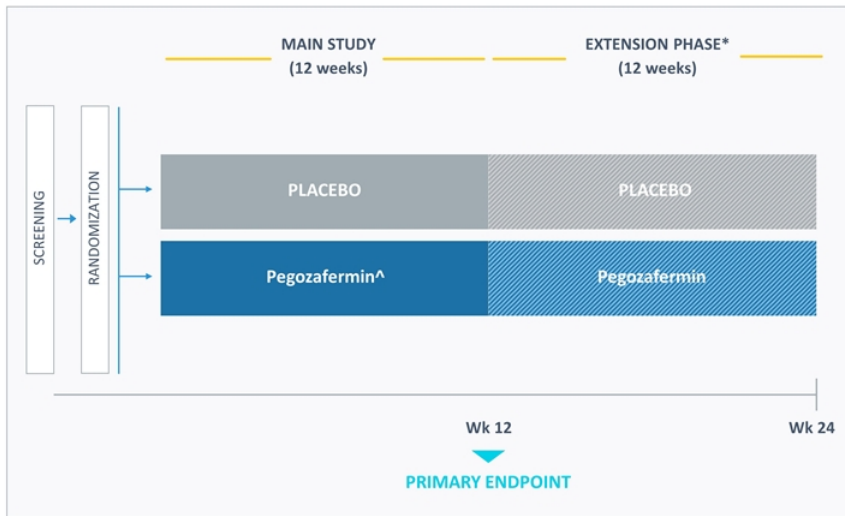 MAIN STUDY
(12 weeks)
EXTENSION PHASE*
(12 weeks)
SCREENING
RANDOMIZATION
PLACEBO
PLACEBO
Pegozafermin^
Pegozafermin
Wk 12
Wk 24
PRIMARY ENDPOINT